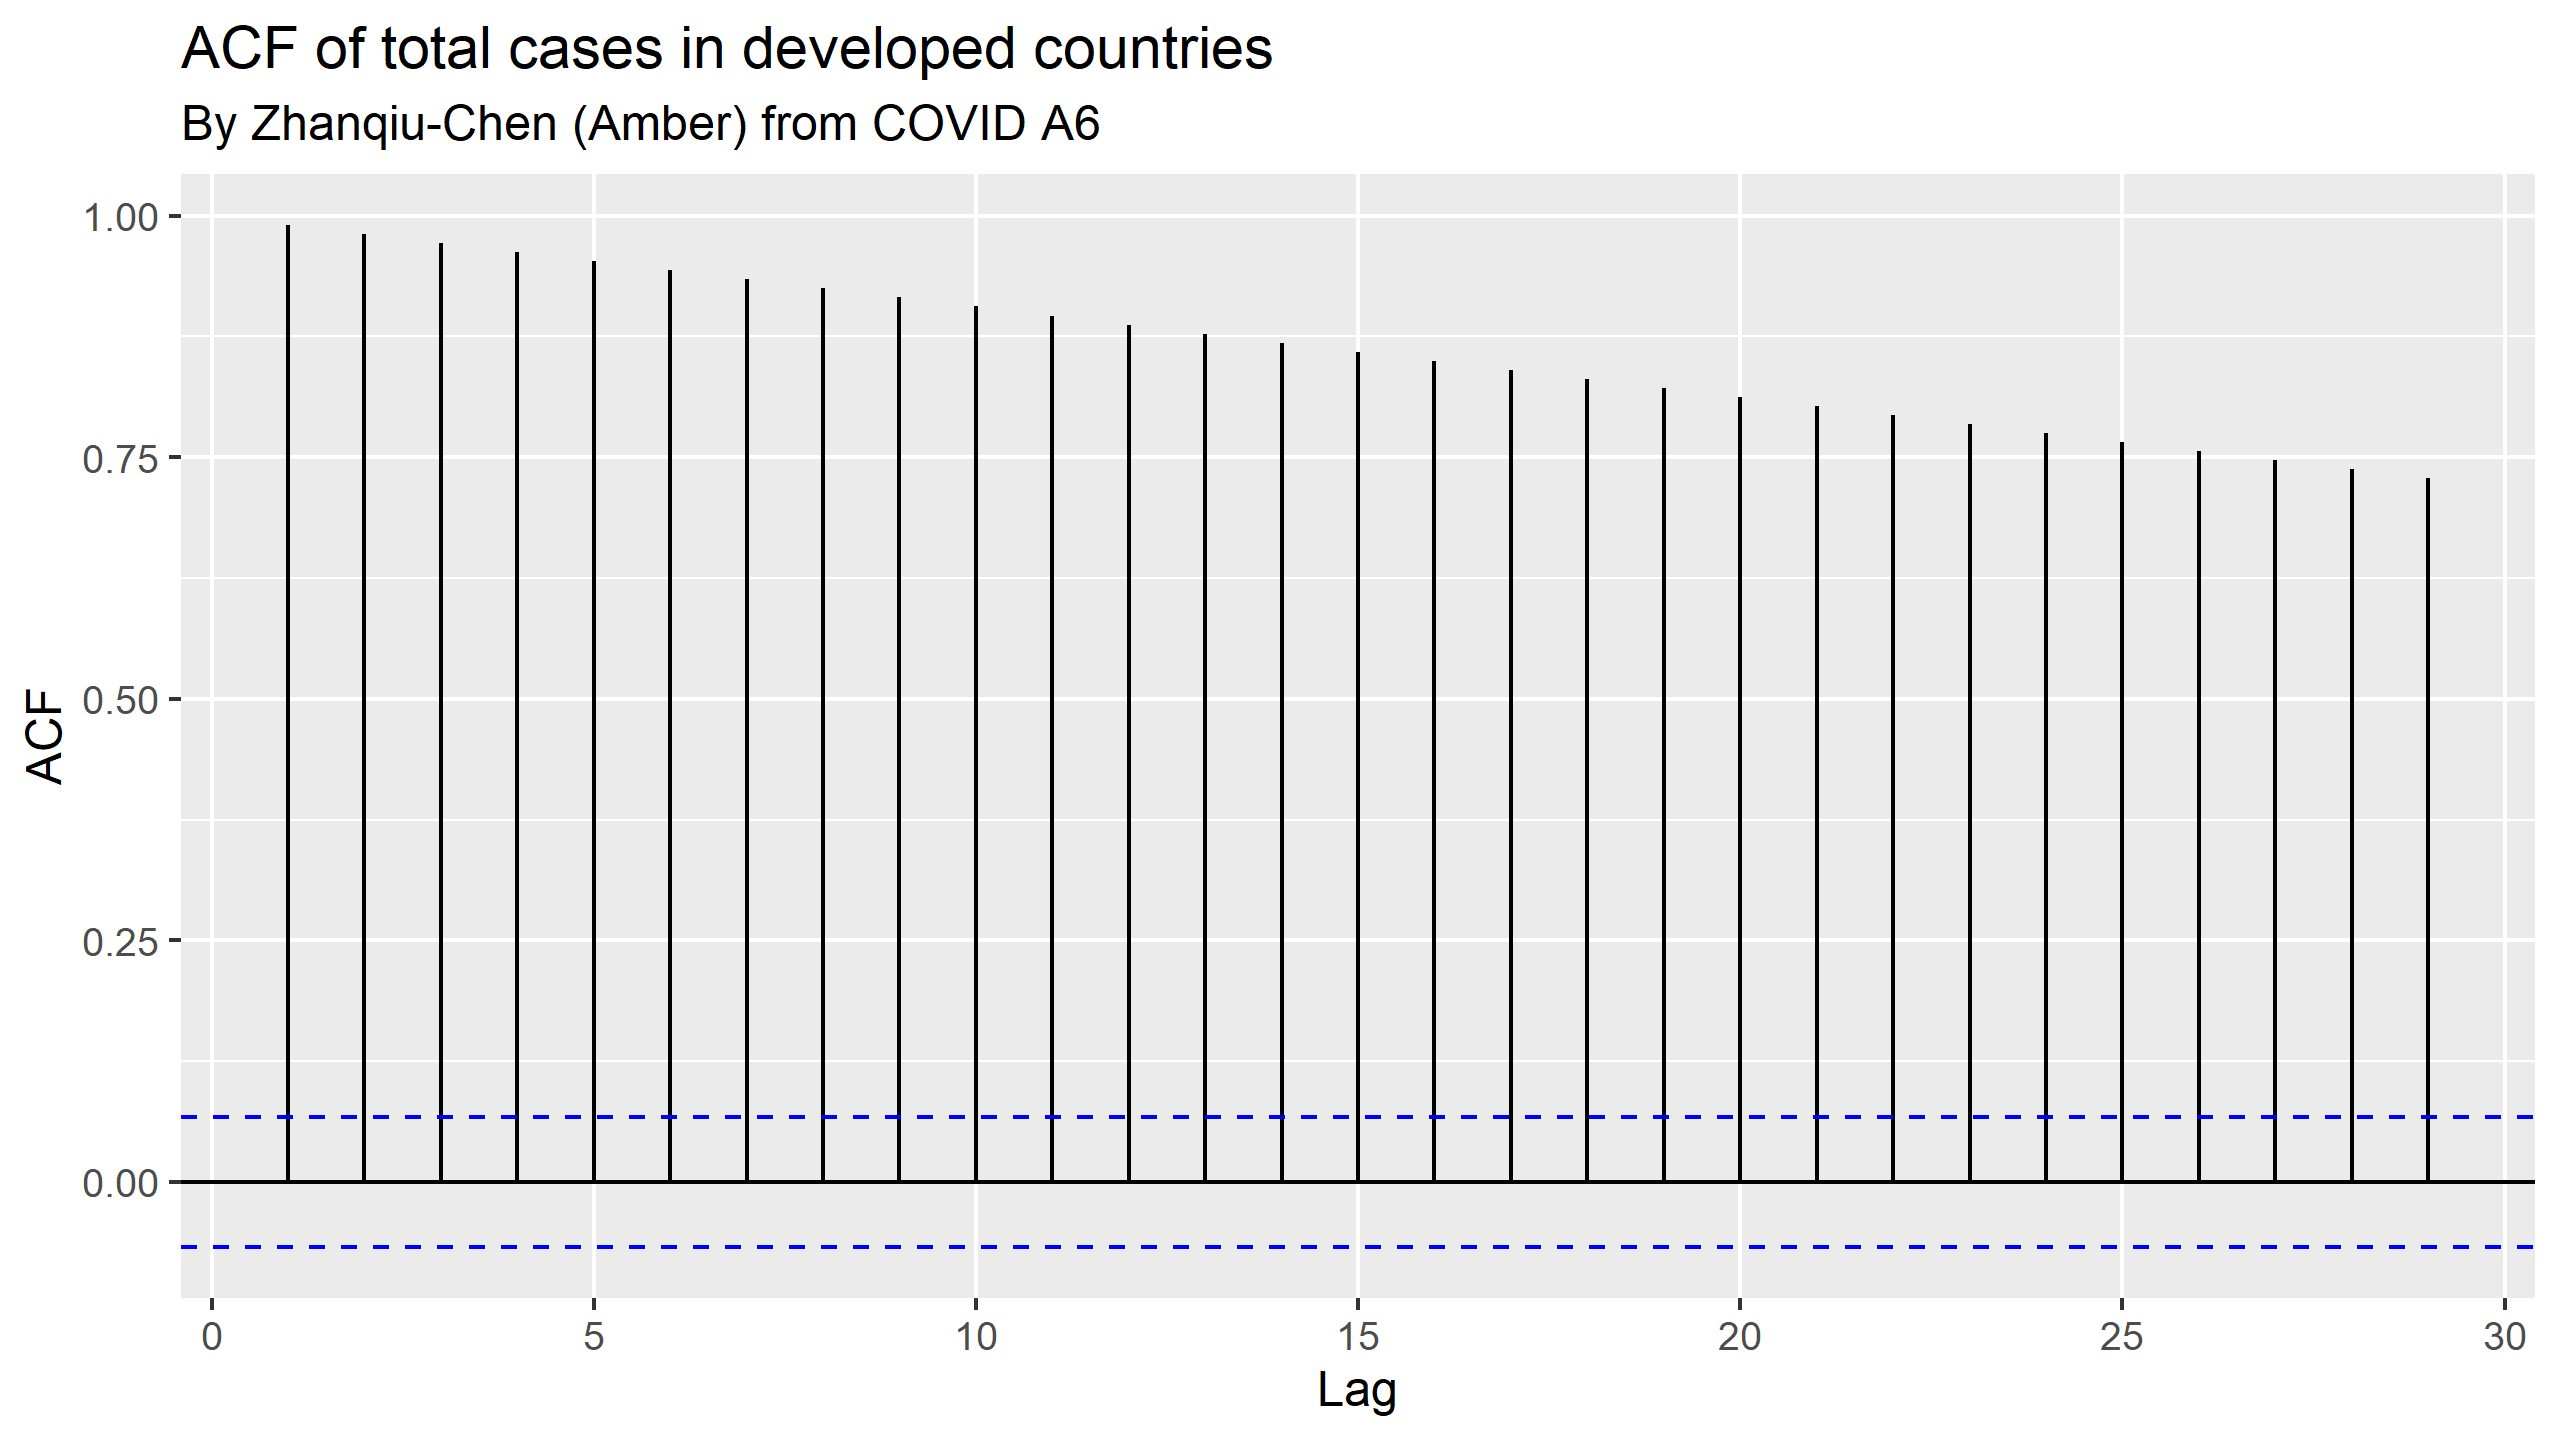 ACF of total cases in developed countries
By Zhanqiu-Chen (Amber) from COVID A6
1.00
0.75
0.50
0.25
0.00
ACF
0 5 10 15 20 25 30
Lag